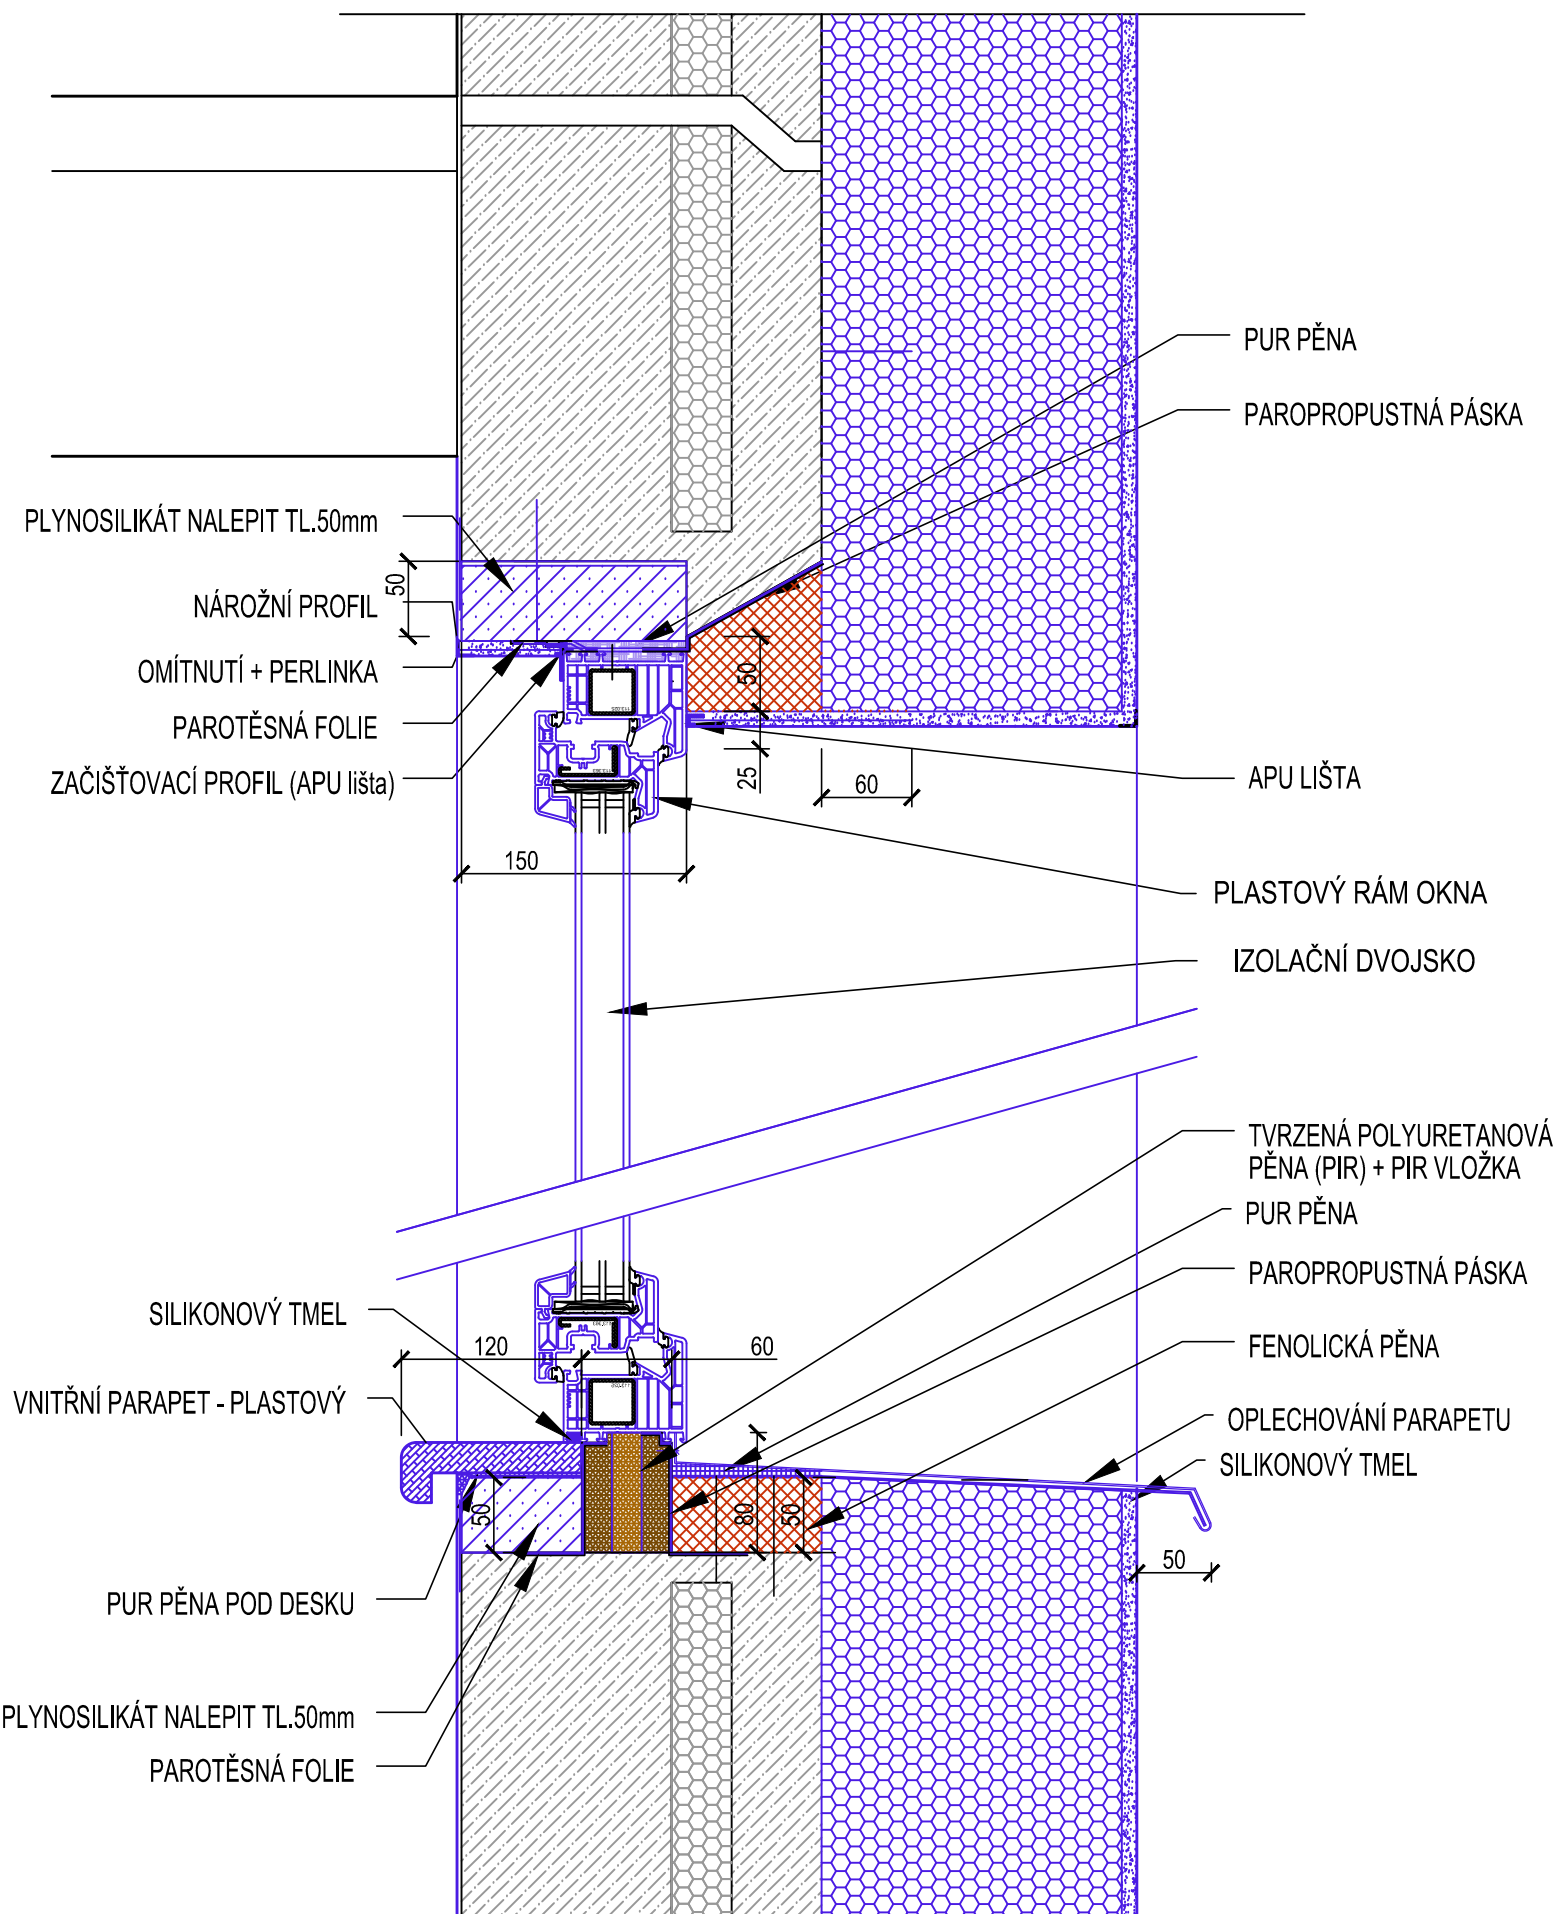 PUR PĚNA
PAROPROPUSTNÁ PÁSKA
PLYNOSILIKÁT NALEPIT TL.50mm
50
NÁROŽNÍ PROFIL
OMÍTNUTÍ + PERLINKA
PAROTĚSNÁ FOLIE
ZAČIŠŤOVACÍ PROFIL (APU lišta)
50
25
60
APU LIŠTA
150
PLASTOVÝ RÁM OKNA
IZOLAČNÍ DVOJSKO
TVRZENÁ POLYURETANOVÁ
PĚNA (PIR) + PIR VLOŽKA
PUR PĚNA
PAROPROPUSTNÁ PÁSKA
SILIKONOVÝ TMEL
120
60
FENOLICKÁ PĚNA
VNITŘNÍ PARAPET - PLASTOVÝ
OPLECHOVÁNÍ PARAPETU
SILIKONOVÝ TMEL
50
80
50
50
PUR PĚNA POD DESKU
PLYNOSILIKÁT NALEPIT TL.50mm
PAROTĚSNÁ FOLIE